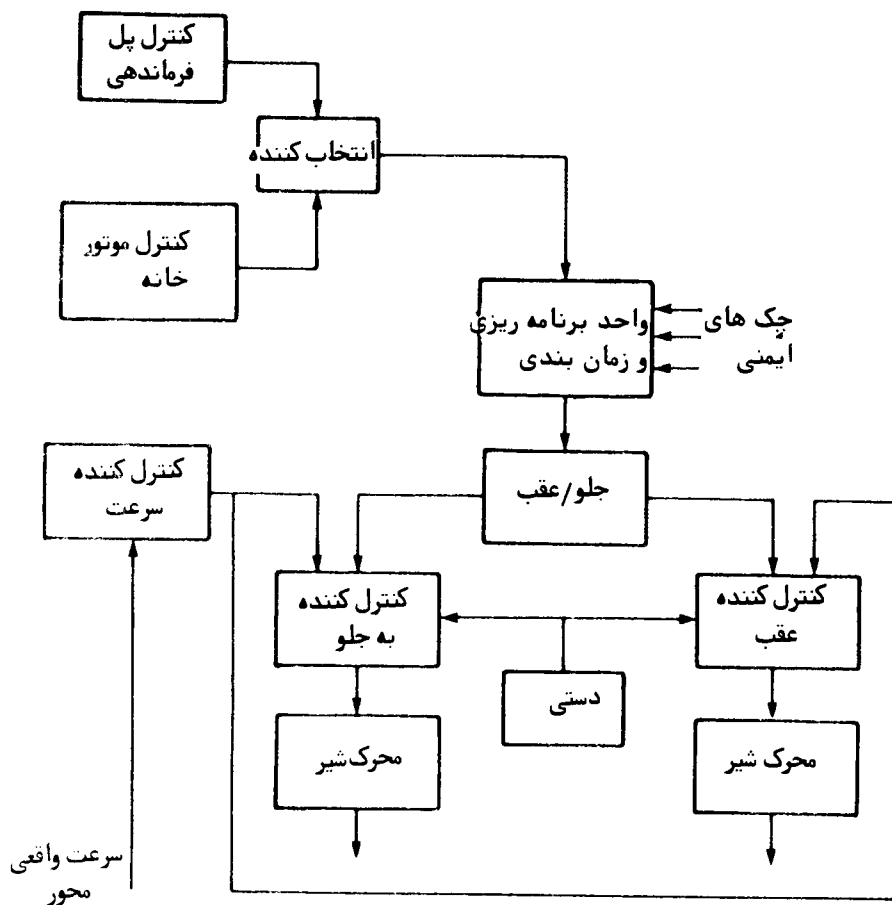 کنترل پل
فرماندهی
انتخاب کننده
کنترل موتور
خانه
واحد برنامه ریزی
و زمان بندی
چک های
ایمنی
جلو/عقب
کنترل کننده
سرعت
کنترل کننده
به جلو
کنترل کننده
عقب
دستی
محرک شیر
محرک شیر
سرعت واقعی
محور